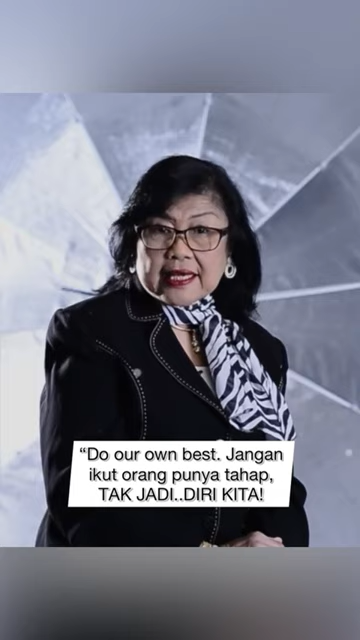 “Do our own best. Jangan
ikut orang punya tahap,
TAK JADI..DIRI KITA!